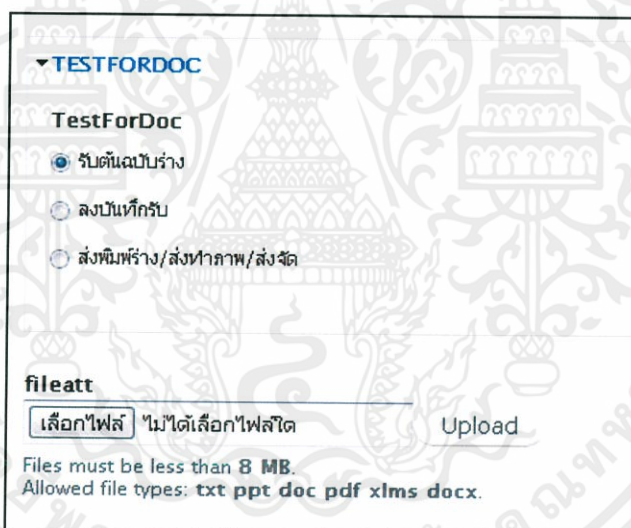 TESTFORDOC
TestForDoc
รับต้นฉบับร่าง
ลงบันทึกรับ
ส่งพิมพ์ร่าง/ส่งทำภาพ/ส่งจัด
fileatt
เลือกไฟล์ ไม่ได้เลือกไฟล์ใด Upload
Files must be less than 8 MB.
Allowed file types: txt ppt doc pdf xlms docx.